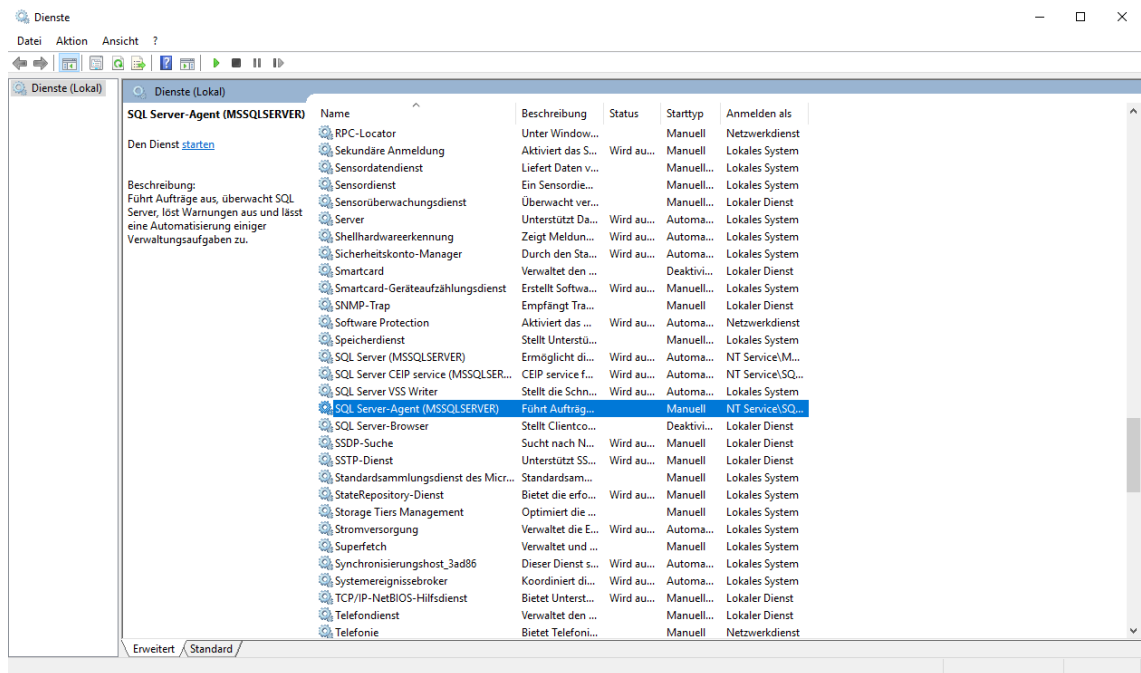 Dienste
Datei Aktion Ansicht ?
Dienste (Lokal)
Dienste (Lokal)
SQL Server-Agent (MSSQLSERVER)
Den Dienst starten
Beschreibung:
Führt Aufträge aus, überwacht SQL
Server, löst Warnungen aus und lässt
eine Automatisierung einiger
Verwaltungsaufgaben zu.
Name Beschreibung Status Starttyp Anmelden als
RPC-Locator Unter Window... Manuell Netzwerkdienst
Sekundäre Anmeldung Aktiviert das S... Wird au... Manuell Lokales System
Sensordatendienst Liefert Daten v... Manuell... Lokales System
Sensordienst Ein Sensordie... Manuell... Lokales System
Sensorüberwachungsdienst Überwacht ver... Manuell... Lokaler Dienst
Server Unterstützt Da... Wird au... Automa... Lokales System
Shellhardwareerkennung Zeigt Meldun... Wird au... Automa... Lokales System
Sicherheitskonto-Manager Durch den Sta... Wird au... Automa... Lokales System
Smartcard Verwaltet den ... Deaktivi... Lokaler Dienst
Smartcard-Geräteaufzählungsdienst Erstellt Softwa... Wird au... Manuell... Lokales System
SNMP-Trap Empfängt Tra... Manuell Lokaler Dienst
Software Protection Aktiviert das ... Wird au... Automa... Netzwerkdienst
Speicherdienst Stellt Unterstü... Manuell... Lokales System
SQL Server (MSSQLSERVER) Ermöglicht di... Wird au... Automa... NT Service\M...
SQL Server CEIP service (MSSQLSER... CEIP service f... Wird au... Automa... NT Service\SQ...
SQL Server VSS Writer Stellt die Schn... Wird au... Automa... Lokales System
SQL Server-Agent (MSSQLSERVER) Führt Aufträg... Manuell NT Service\SQ...
SQL Server-Browser Stellt Clientco... Deaktivi... Lokaler Dienst
SSDP-Suche Sucht nach N... Wird au... Manuell Lokaler Dienst
SSTP-Dienst Unterstützt SS... Wird au... Manuell Lokaler Dienst
Standardsammlungsdienst des Micr... Standardsam... Manuell Lokales System
StateRepository-Dienst Bietet die erfo... Wird au... Manuell Lokales System
Storage Tiers Management Optimiert die ... Manuell Lokales System
Stromversorgung Verwaltet die E... Wird au... Automa... Lokales System
Superfetch Verwaltet und ... Manuell Lokales System
Synchronisierungshost_3ad86 Dieser Dienst s... Wird au... Automa... Lokales System
Systemereignissebroker Koordiniert di... Wird au... Automa... Lokales System
TCP/IP-NetBIOS-Hilfsdienst Bietet Unterst... Wird au... Manuell... Lokaler Dienst
Telefondienst Verwaltet den ... Manuell... Lokaler Dienst
Telefonie Bietet Telefoni... Manuell Netzwerkdienst
Erweitert Standard